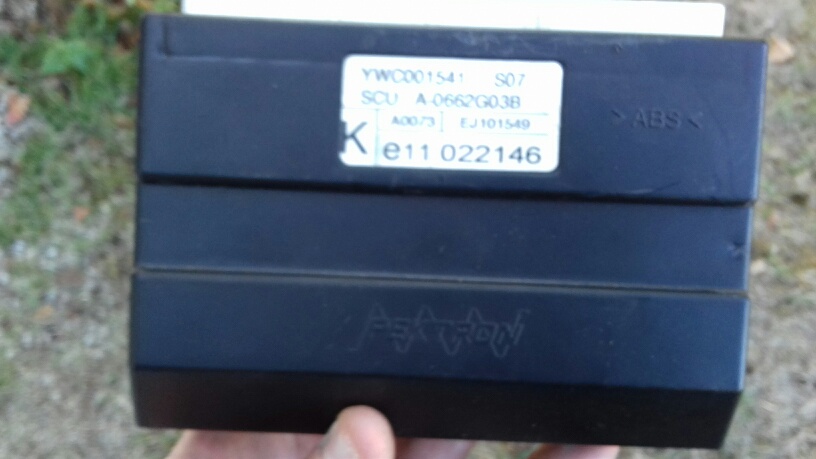 YWC001541 S07
SCU A-0662G03B
A0073 EJ101549
K e11 022146
>ABS<
PEKTRON